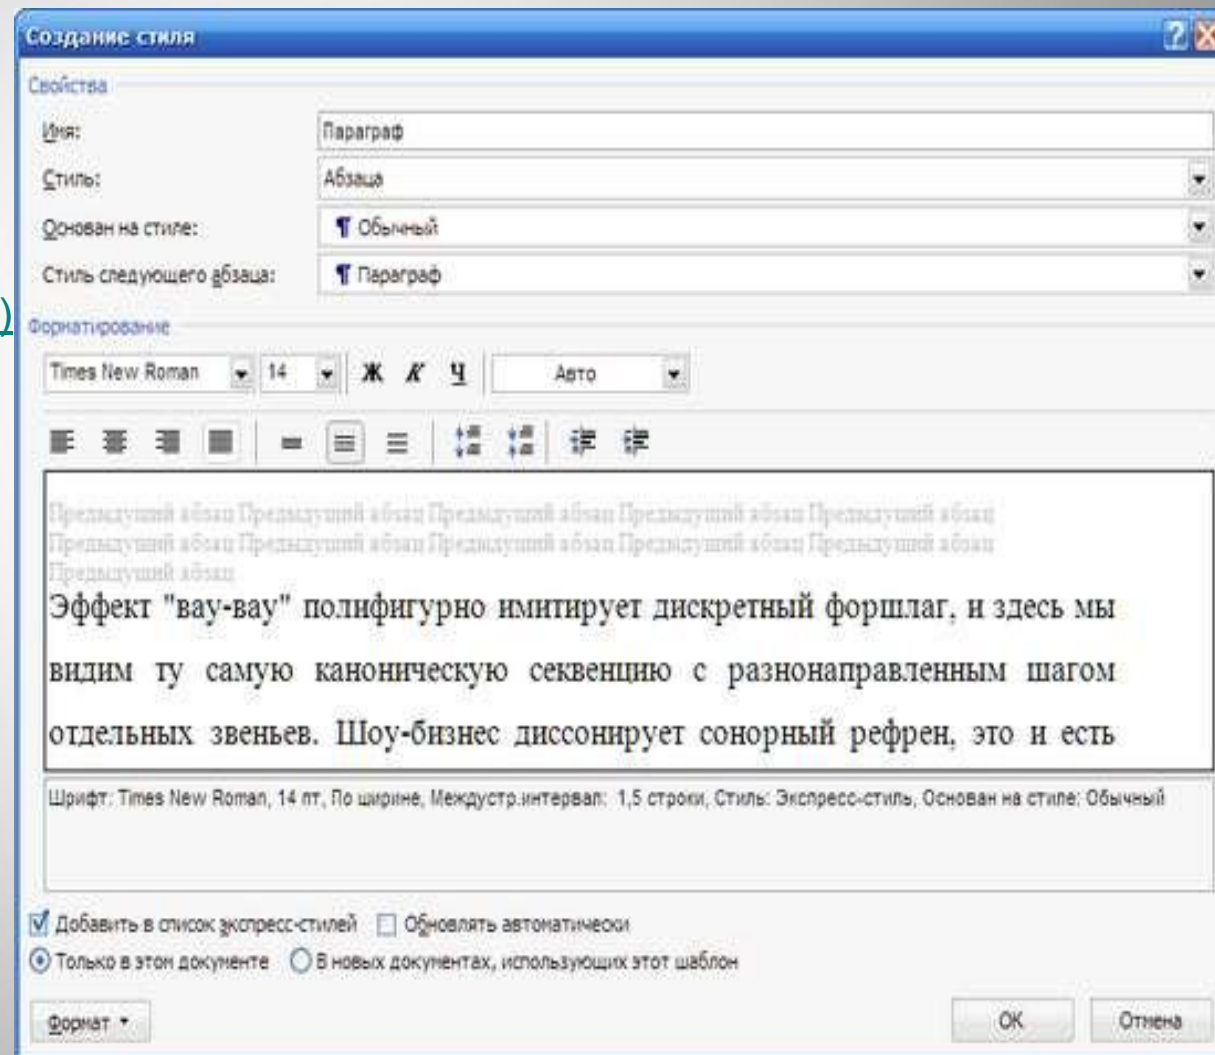 Создание стиля
Свойства
Имя: Параграф
Стиль: Абзаца
Основан на стиле: ¶ Обычный
Стиль следующего абзаца: ¶ Параграф
)
Форматирование
Times New Roman 14 Ж К Ч Авто
Предыдущий абзац Предыдущий абзац Предыдущий абзац Предыдущий абзац Предыдущий абзац
Предыдущий абзац Предыдущий абзац Предыдущий абзац Предыдущий абзац Предыдущий абзац
Предыдущий абзац
Эффект "вау-вау" полифигурно имитирует дискретный форшлаг, и здесь мы
видим ту самую каноническую секвенцию с разнонаправленным шагом
отдельных звеньев. Шоу-бизнес диссонирует сонорный рефрен, это и есть
Шрифт: Times New Roman, 14 пт, По ширине, Междустр.интервал: 1,5 строки, Стиль: Экспресс-стиль, Основан на стиле: Обычный
Добавить в список экспресс-стилей Обновлять автоматически
Только в этом документе В новых документах, использующих этот шаблон
Формат OK Отмена